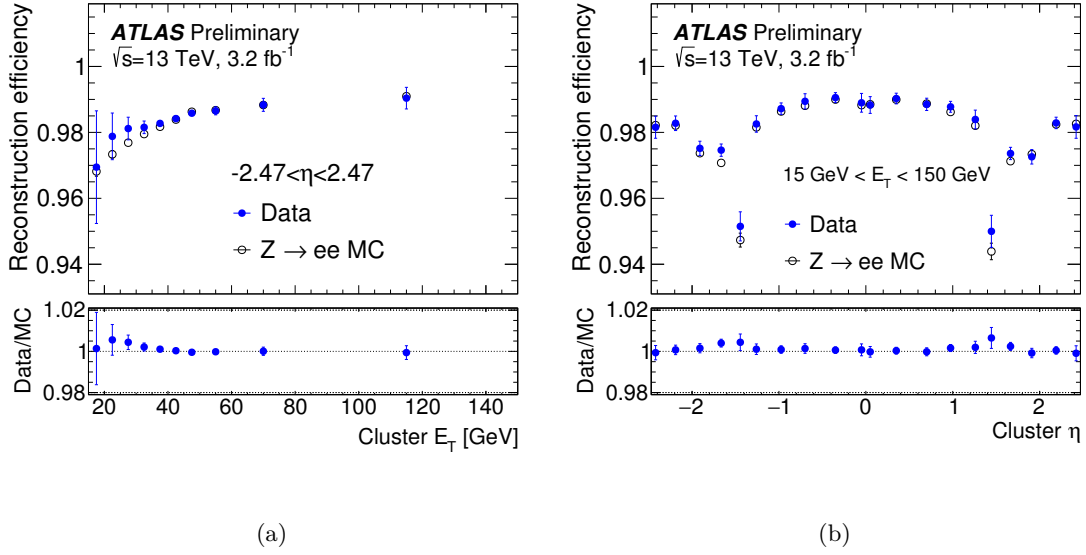 ATLAS Preliminary
√s=13 TeV, 3.2 fb⁻¹
Reconstruction efficiency
1
0.98
0.96
0.94
-2.47<η<2.47
Data
Z → ee MC
Data/MC
1.02
1
0.98
20 40 60 80 100 120 140
Cluster E_T [GeV]
(a)
ATLAS Preliminary
√s=13 TeV, 3.2 fb⁻¹
Reconstruction efficiency
1
0.98
0.96
0.94
15 GeV < E_T < 150 GeV
Data
Z → ee MC
Data/MC
1.02
1
0.98
−2 −1 0 1 2
Cluster η
(b)